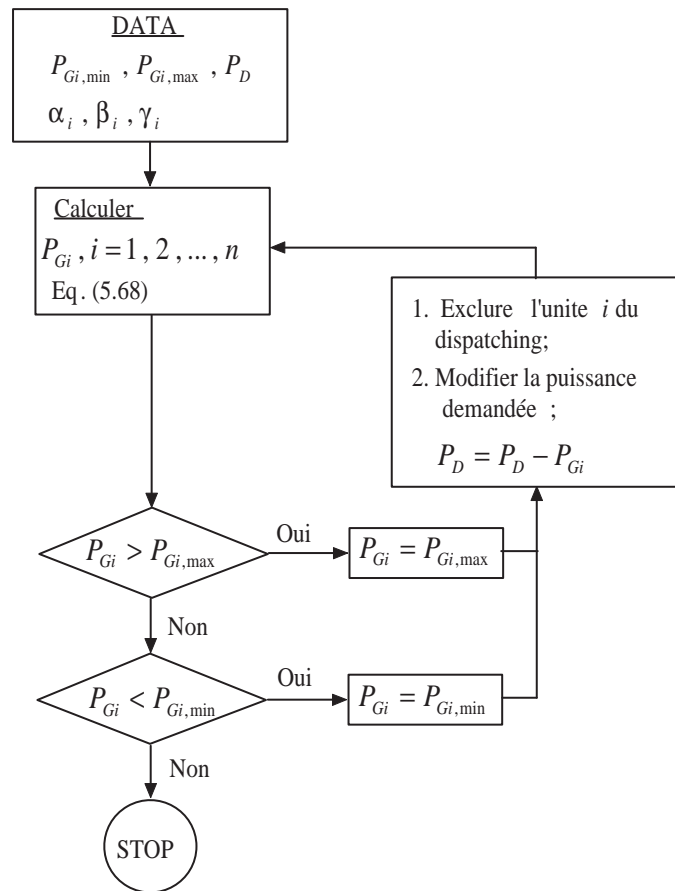 DATA
P_{Gi,min} , P_{Gi,max} , P_D
α_i , β_i , γ_i
Calculer
P_{Gi} , i = 1 , 2 , ..., n
Eq. (5.68)
1. Exclure l'unite i du
dispatching;
2. Modifier la puissance
demandée ;
P_D = P_D − P_{Gi}
P_{Gi} > P_{Gi,max}
Oui
P_{Gi} = P_{Gi,max}
Non
P_{Gi} < P_{Gi,min}
Oui
P_{Gi} = P_{Gi,min}
Non
STOP